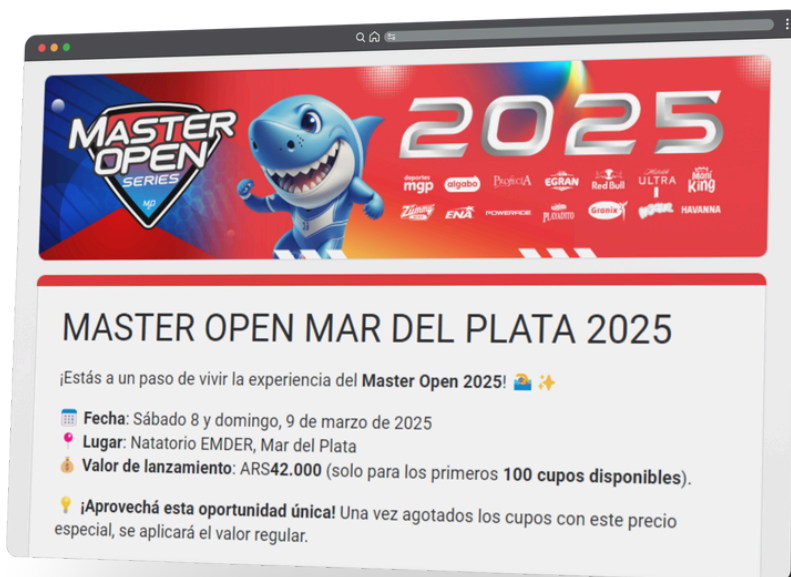 MASTER
OPEN
SERIES
MD
2025
deportes
mgp
algabo
ProyectA
EGRAN
Red Bull
Michelob
ULTRA
Maní
King
Zümmy
ENA
POWERADE
PLAYADITO
Granix
HAVANNA
MASTER OPEN MAR DEL PLATA 2025
¡Estás a un paso de vivir la experiencia del Master Open 2025! 🤽 ✨
📅 Fecha: Sábado 8 y domingo, 9 de marzo de 2025
📍 Lugar: Natatorio EMDER, Mar del Plata
💰 Valor de lanzamiento: ARS42.000 (solo para los primeros 100 cupos disponibles).
💡 ¡Aprovechá esta oportunidad única! Una vez agotados los cupos con este precio
especial, se aplicará el valor regular.